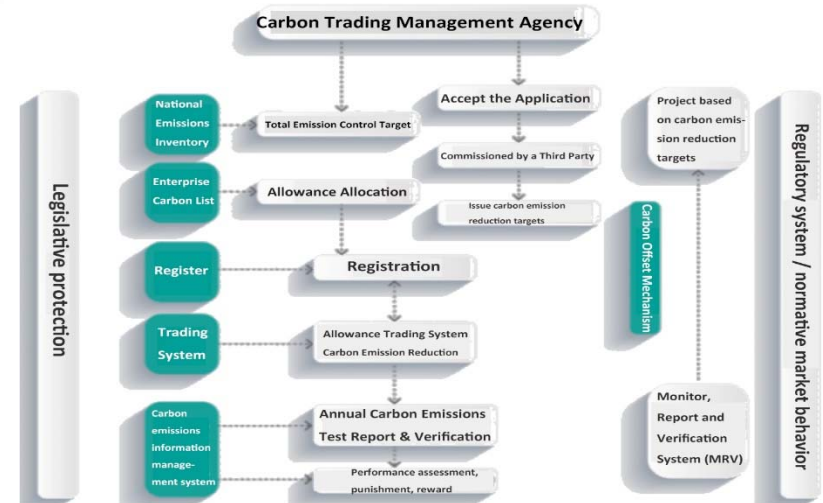 Carbon Trading Management Agency
Legislative protection
National
Emissions
Inventory
Total Emission Control Target
Accept the Application
Project based
on carbon emis-
sion reduction
targets
Commissioned by a Third Party
Enterprise
Carbon List
Allowance Allocation
Issue carbon emission
reduction targets
Carbon Offset Mechanism
Regulatory system / normative market behavior
Register
Registration
Trading
System
Allowance Trading System
Carbon Emission Reduction
Carbon
emissions
information
manage-
ment system
Annual Carbon Emissions
Test Report & Verification
Performance assessment,
punishment, reward
Monitor,
Report and
Verification
System (MRV)